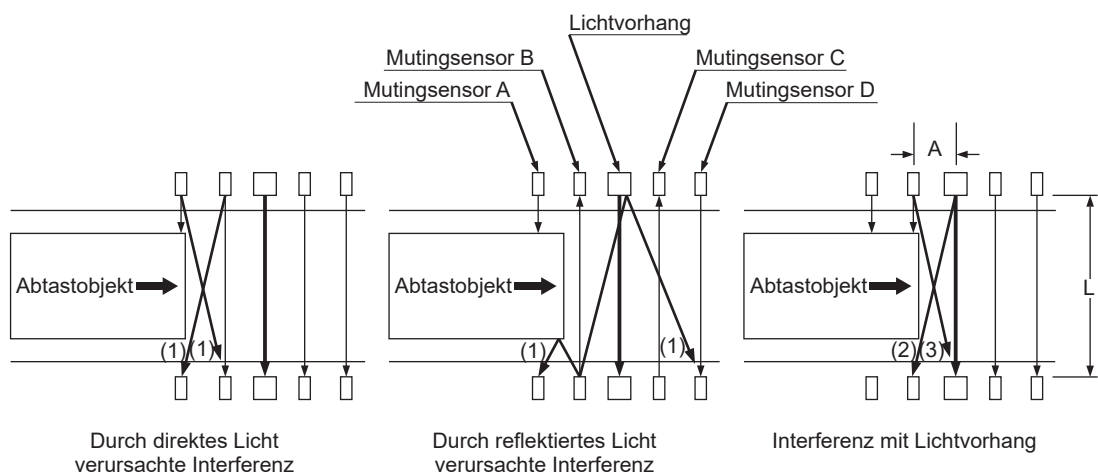 Lichtvorhang
Mutingsensor B
Mutingsensor C
Mutingsensor A
Mutingsensor D
A
Abtastobjekt
Abtastobjekt
Abtastobjekt
L
(1) (1)
(1)
(1)
(2) (3)
Durch direktes Licht
verursachte Interferenz
Durch reflektiertes Licht
verursachte Interferenz
Interferenz mit Lichtvorhang